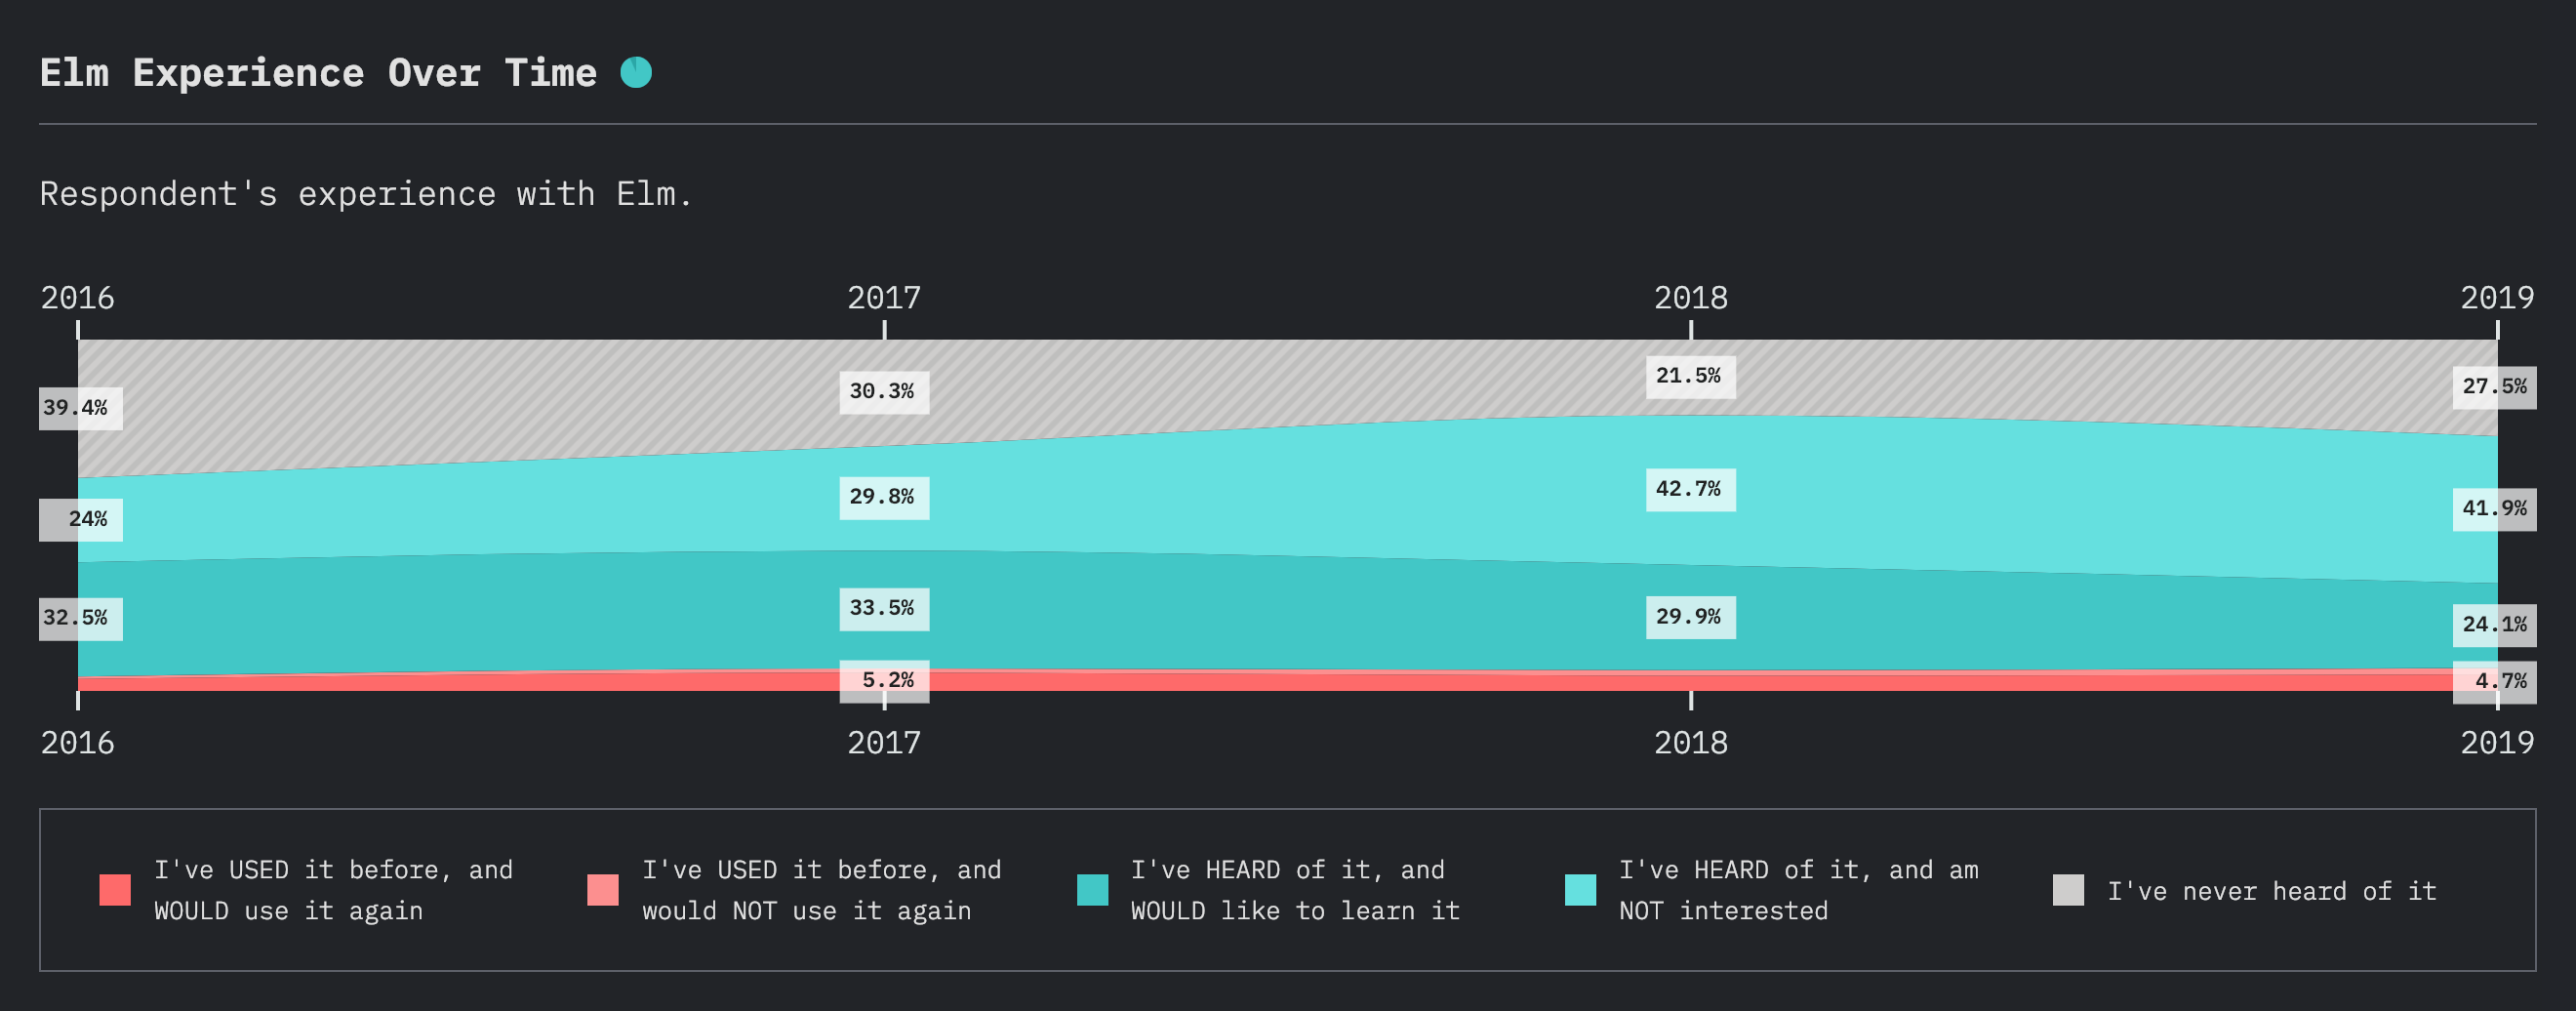 Elm Experience Over Time
Respondent's experience with Elm.
2016 2017 2018 2019
39.4% 30.3% 21.5% 27.5%
24% 29.8% 42.7% 41.9%
32.5% 33.5% 29.9% 24.1%
5.2% 4.7%
2016 2017 2018 2019
I've USED it before, and
WOULD use it again
I've USED it before, and
would NOT use it again
I've HEARD of it, and
WOULD like to learn it
I've HEARD of it, and am
NOT interested
I've never heard of it